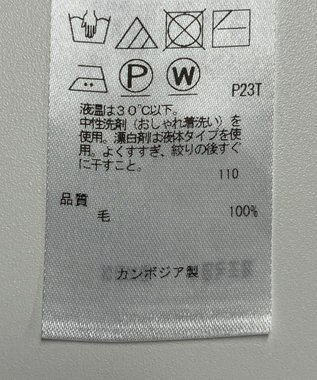 P W P23T
液温は30℃以下。
中性洗剤(おしゃれ着洗い)を
使用。漂白剤は液体タイプを使
用。よくすすぎ、絞りの後すぐ
に干すこと。
110
品質
毛 100%
カンボジア製